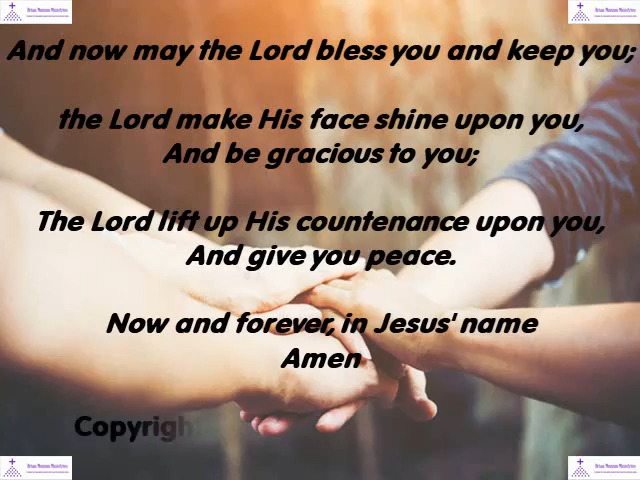 And now may the Lord bless you and keep you;
the Lord make His face shine upon you,
And be gracious to you;
The Lord lift up His countenance upon you,
And give you peace.
Now and forever, in Jesus' name
Amen
Copyrigh